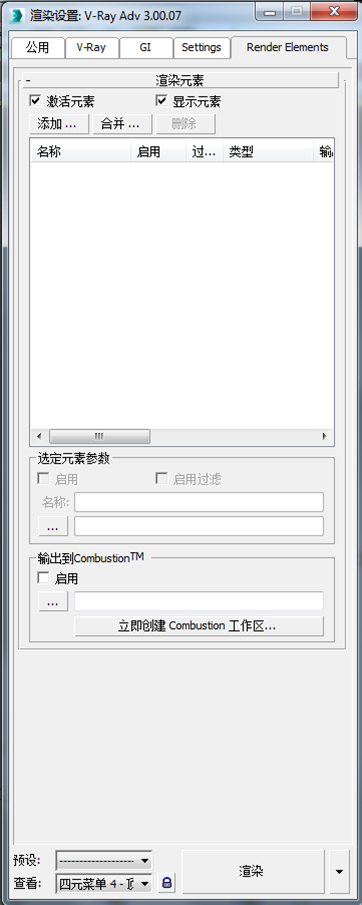 渲染设置: V-Ray Adv 3.00.07
公用 V-Ray GI Settings Render Elements
- 渲染元素
激活元素 显示元素
添加 ... 合并 ... 删除
名称 启用 过... 类型
选定元素参数
启用 启用过滤
名称:
...
输出到Combustion™
启用
...
立即创建 Combustion 工作区...
预设: -------------------
渲染
查看: 四元菜单 4 -